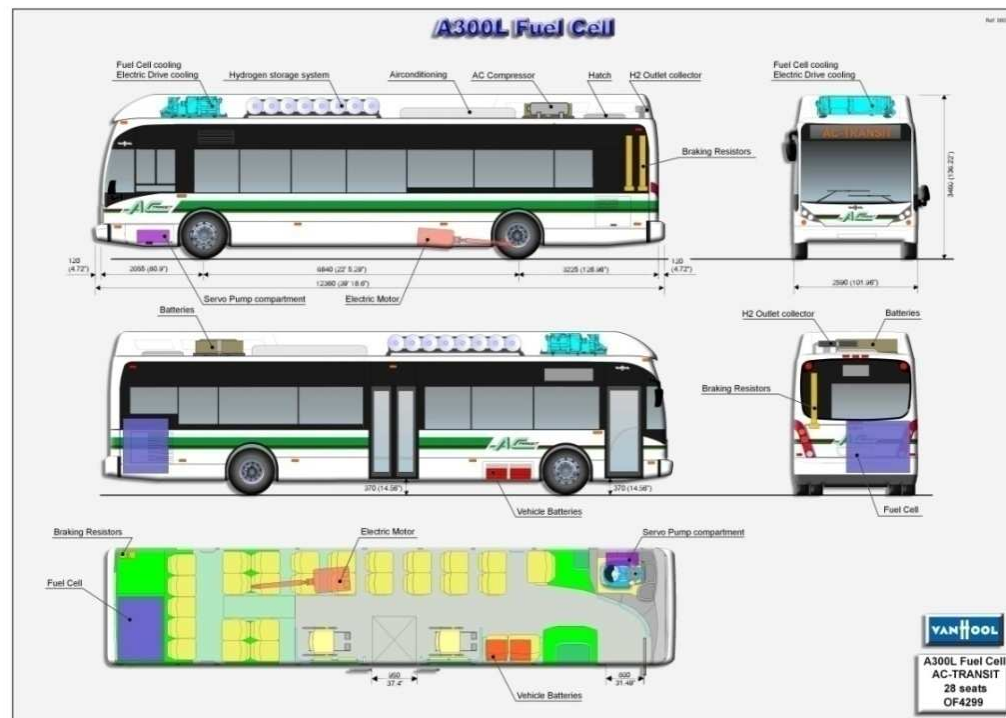 A300L Fuel Cell
Fuel Cell cooling
Electric Drive cooling
Hydrogen storage system
Airconditioning
AC Compressor
Hatch
H2 Outlet collector
Fuel Cell cooling
Electric Drive cooling
AC-TRANSIT
Braking Resistors
VANHOOL
AC
AC
3460 (136.22")
120
(4.72")
2055 (80.9")
6840 (22' 5.29")
3225 (126.96")
120
(4.72")
12360 (39' 18.6")
2590 (101.96")
Servo Pump compartment
Electric Motor
Batteries
H2 Outlet collector
Batteries
Braking Resistors
AC
370 (14.56")
370 (14.56")
Vehicle Batteries
Fuel Cell
Braking Resistors
Electric Motor
Servo Pump compartment
Fuel Cell
950
37.4"
800
31.49"
Vehicle Batteries
VANHOOL
A300L Fuel Cell
AC-TRANSIT
28 seats
OF4299